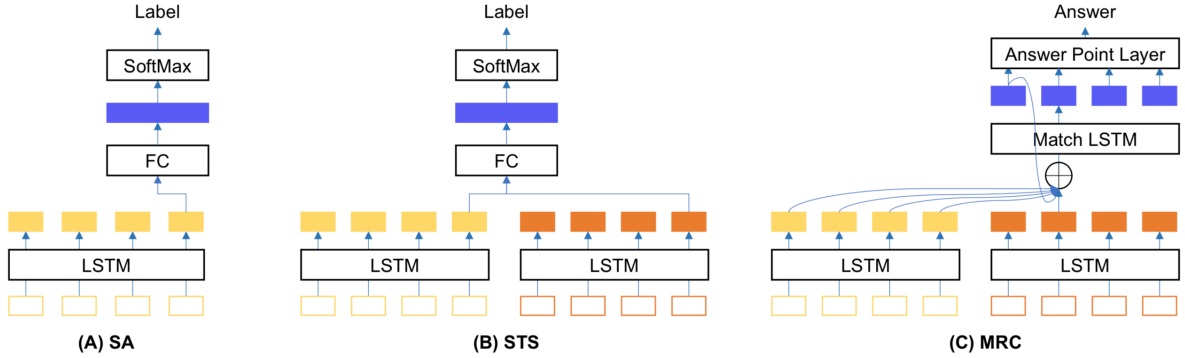 Label
SoftMax
FC
LSTM
(A) SA
Label
SoftMax
FC
LSTM
LSTM
(B) STS
Answer
Answer Point Layer
Match LSTM
LSTM
LSTM
(C) MRC